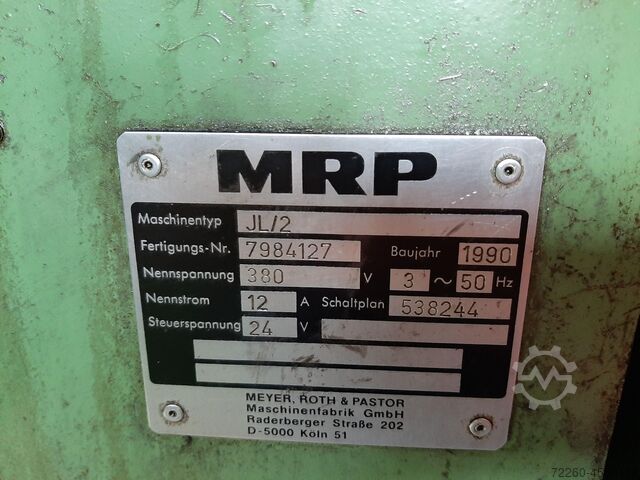 MRP
Maschinentyp JL/2
Fertigungs-Nr. 7984127 Baujahr 1990
Nennspannung 380 V 3 ~ 50 Hz
Nennstrom 12 A Schaltplan 538244
Steuerspannung 24 V
MEYER, ROTH & PASTOR
Maschinenfabrik GmbH
Raderberger Straße 202
D-5000 Köln 51